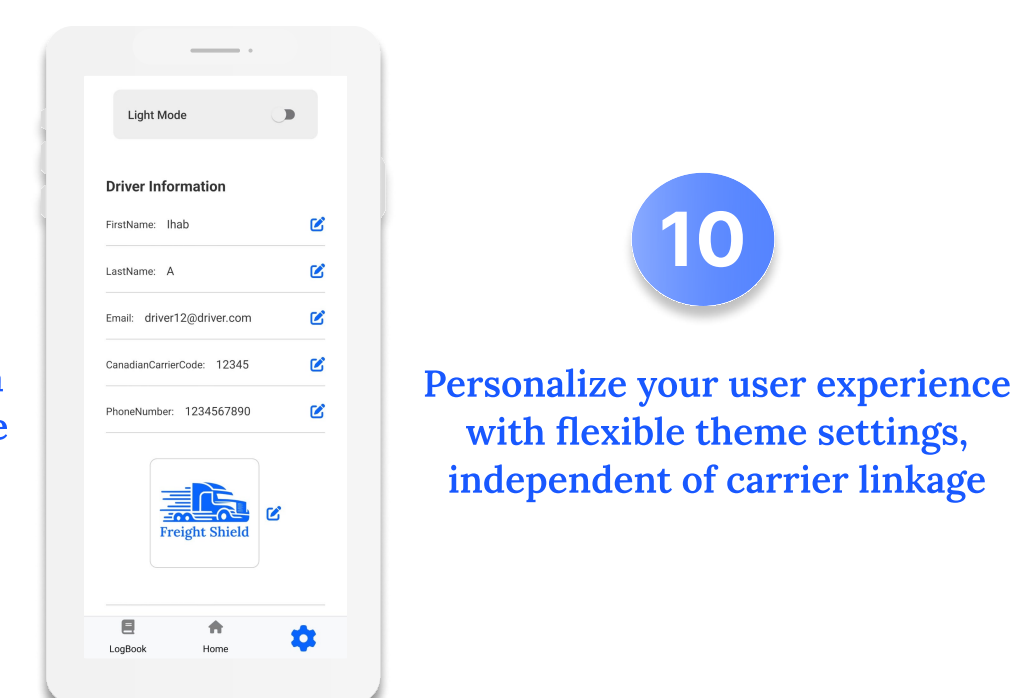 Light Mode
Driver Information
FirstName: Ihab
LastName: A
Email: driver12@driver.com
CanadianCarrierCode: 12345
PhoneNumber: 1234567890
Freight Shield
LogBook Home
10
Personalize your user experience
with flexible theme settings,
independent of carrier linkage